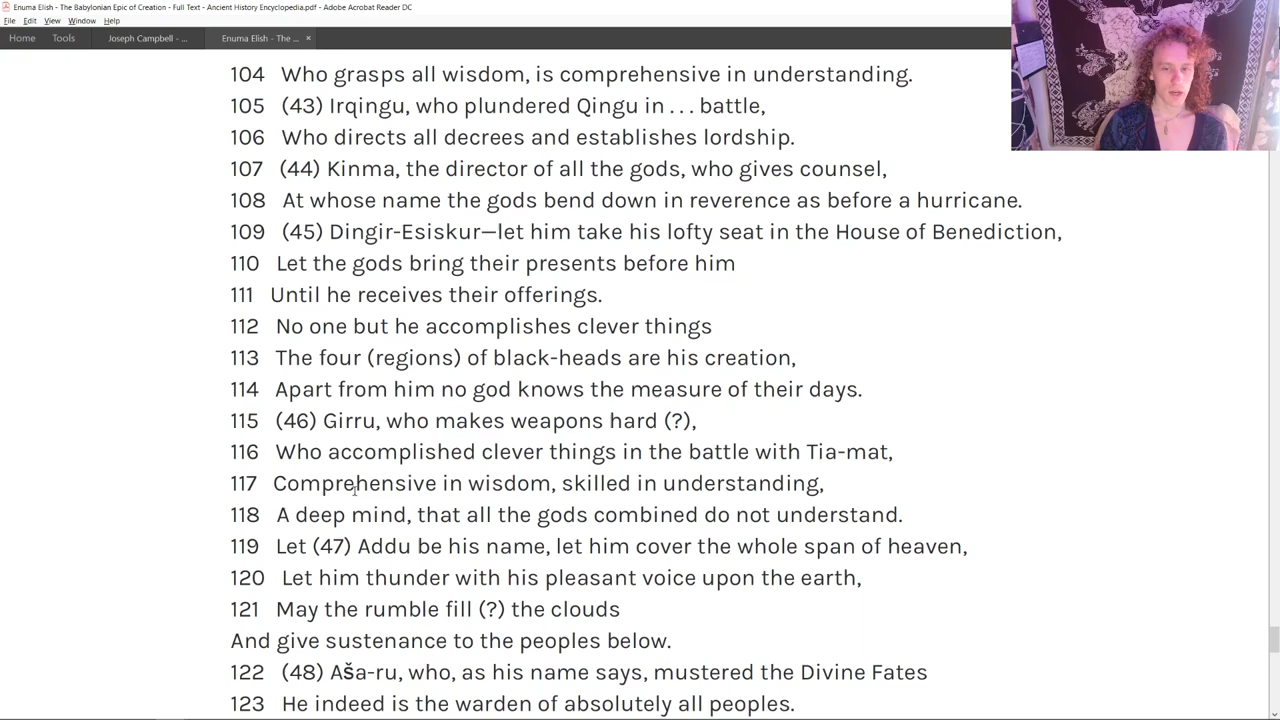 Enuma Elish - The Babylonian Epic of Creation - Full Text - Ancient History Encyclopedia.pdf - Adobe Acrobat Reader DC
File Edit View Window Help
Home Tools Joseph Campbell - ... Enuma Elish - The ... ×
104 Who grasps all wisdom, is comprehensive in understanding.
105 (43) Irqingu, who plundered Qingu in . . . battle,
106 Who directs all decrees and establishes lordship.
107 (44) Kinma, the director of all the gods, who gives counsel,
108 At whose name the gods bend down in reverence as before a hurricane.
109 (45) Dingir-Esiskur—let him take his lofty seat in the House of Benediction,
110 Let the gods bring their presents before him
111 Until he receives their offerings.
112 No one but he accomplishes clever things
113 The four (regions) of black-heads are his creation,
114 Apart from him no god knows the measure of their days.
115 (46) Girru, who makes weapons hard (?),
116 Who accomplished clever things in the battle with Tia-mat,
117 Comprehensive in wisdom, skilled in understanding,
118 A deep mind, that all the gods combined do not understand.
119 Let (47) Addu be his name, let him cover the whole span of heaven,
120 Let him thunder with his pleasant voice upon the earth,
121 May the rumble fill (?) the clouds
And give sustenance to the peoples below.
122 (48) Aša-ru, who, as his name says, mustered the Divine Fates
123 He indeed is the warden of absolutely all peoples.